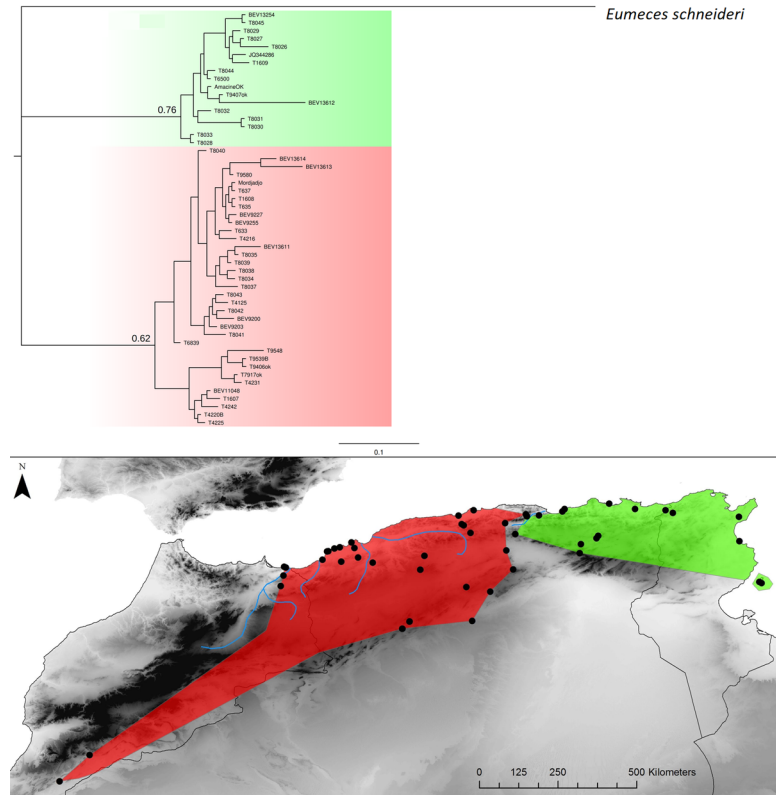 Eumeces schneideri
BEV13254
T8045
T8029
T8027
T8026
JQ344286
T1609
T8044
T6500
AmacineOK
T9407ok
BEV13612
0.76
T8032
T8031
T8030
T8033
T8028
T8040
BEV13614
BEV13613
T9580
Mordjadjo
T637
T1608
T635
BEV9227
BEV9255
T633
T4216
BEV13611
T8035
T8039
T8038
T8034
T8037
T8043
T4125
T8042
BEV9200
BEV9203
T8041
0.62
T6839
T9548
T9539B
T9406ok
T7917ok
T4231
BEV11048
T1607
T4242
T4220B
T4225
0.1
N
0 125 250 500 Kilometers